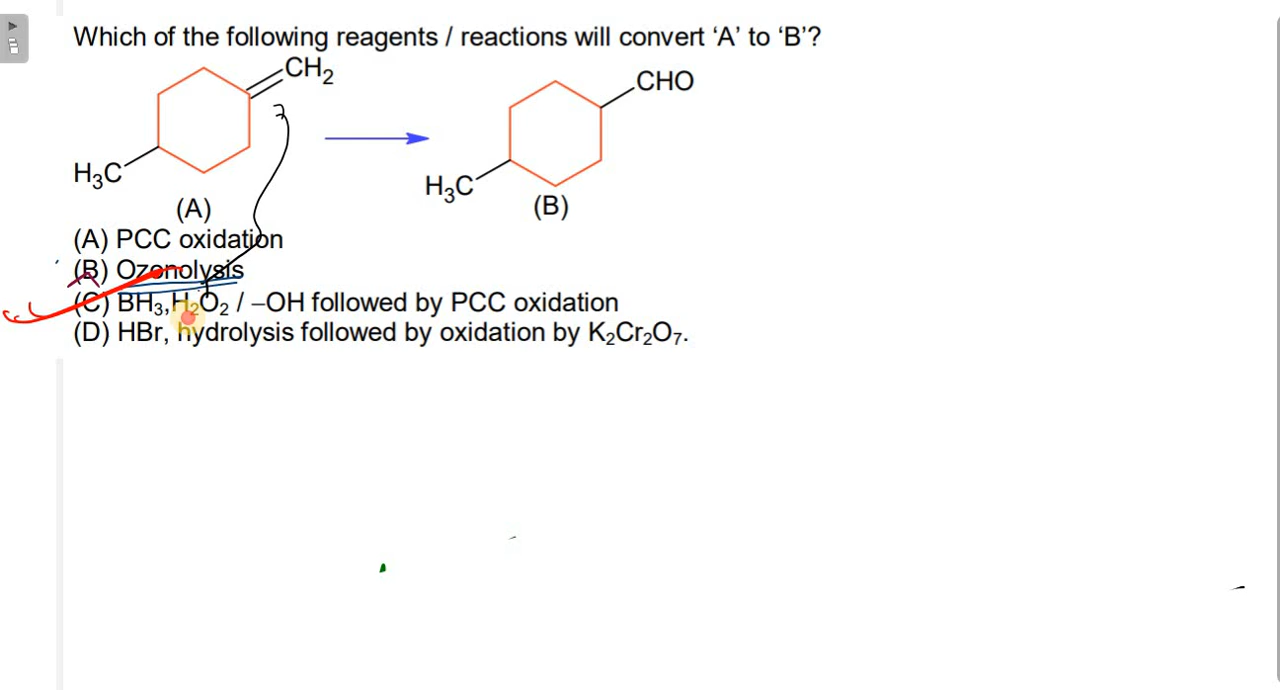 Which of the following reagents / reactions will convert ‘A’ to ‘B’?
CH₂
CHO
H₃C
H₃C
(A)
(B)
(A) PCC oxidation
(B) Ozonolysis
(C) BH₃,H₂O₂ / –OH followed by PCC oxidation
(D) HBr, hydrolysis followed by oxidation by K₂Cr₂O₇.